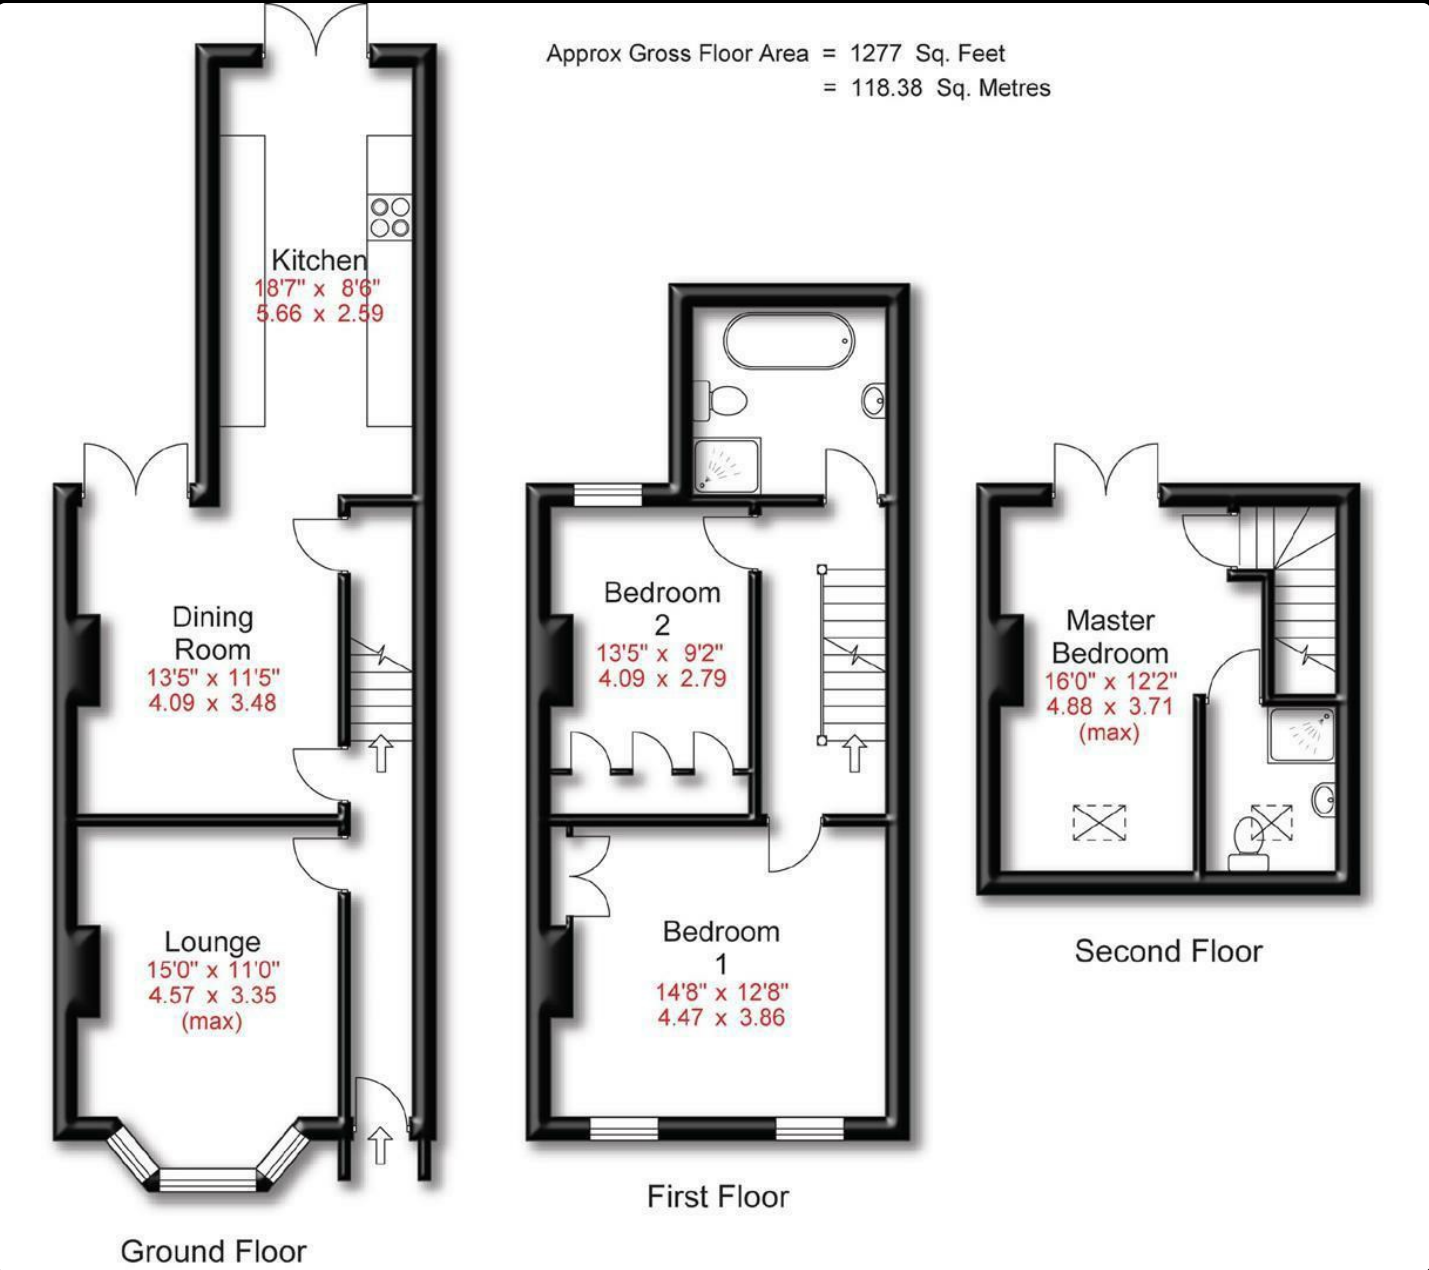 Approx Gross Floor Area = 1277 Sq. Feet
= 118.38 Sq. Metres
Kitchen
18'7" x 8'6"
5.66 x 2.59
Dining
Room
13'5" x 11'5"
4.09 x 3.48
Lounge
15'0" x 11'0"
4.57 x 3.35
(max)
Ground Floor
Bedroom
2
13'5" x 9'2"
4.09 x 2.79
Bedroom
1
14'8" x 12'8"
4.47 x 3.86
First Floor
Master
Bedroom
16'0" x 12'2"
4.88 x 3.71
(max)
Second Floor